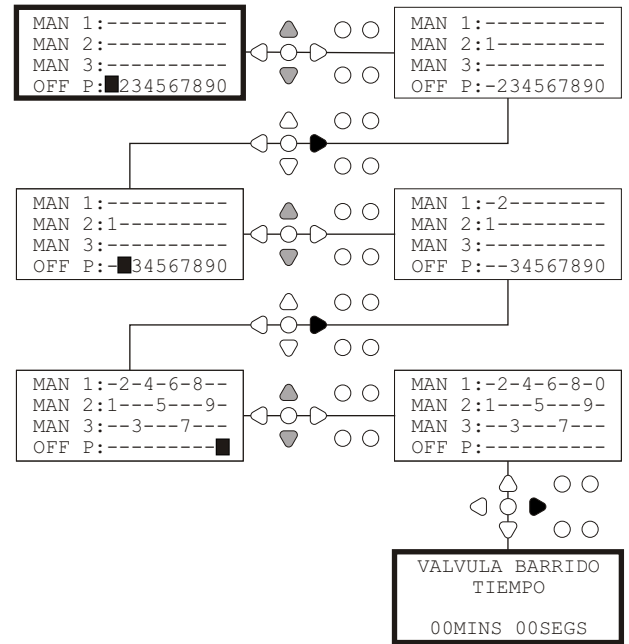 MAN 1:----------
MAN 2:----------
MAN 3:----------
OFF P:█234567890
MAN 1:----------
MAN 2:1---------
MAN 3:----------
OFF P:-234567890
MAN 1:----------
MAN 2:1---------
MAN 3:----------
OFF P:-█34567890
MAN 1:-2--------
MAN 2:1---------
MAN 3:----------
OFF P:--34567890
MAN 1:-2-4-6-8--
MAN 2:1---5---9-
MAN 3:--3---7---
OFF P:---------█
MAN 1:-2-4-6-8-0
MAN 2:1---5---9-
MAN 3:--3---7---
OFF P:----------
VALVULA BARRIDO
TIEMPO
00MINS 00SEGS